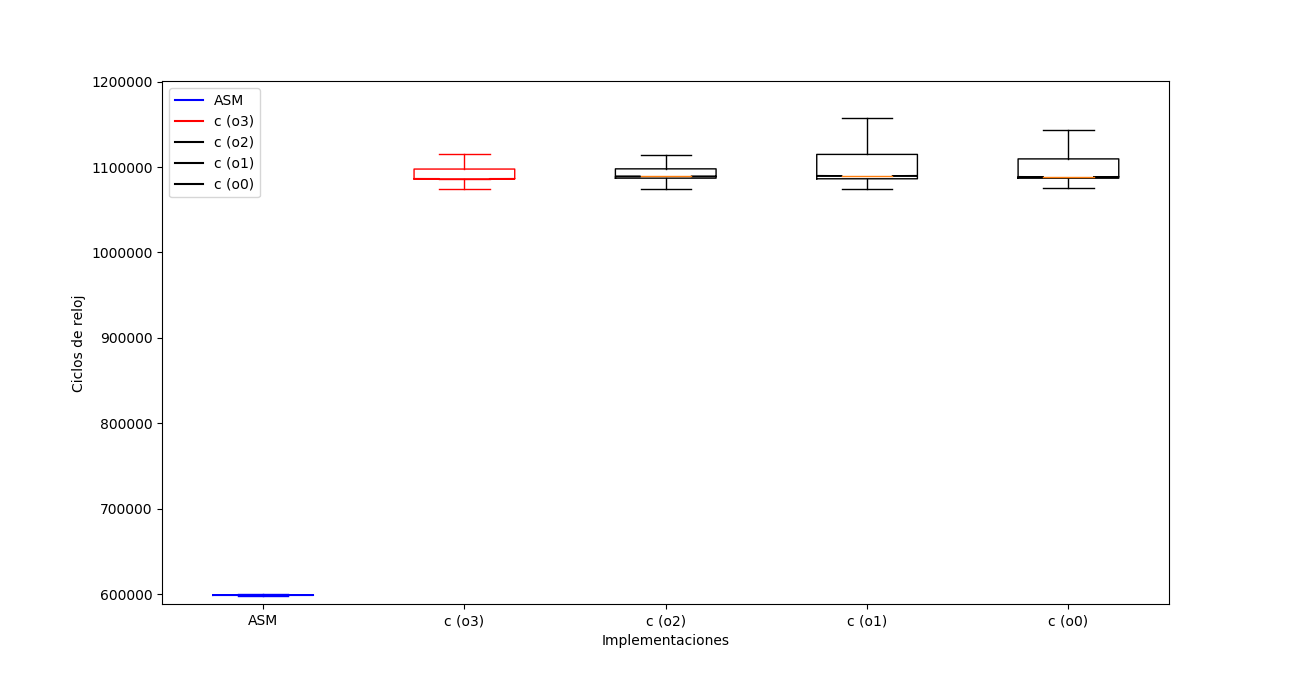 1200000
1100000
1000000
900000
800000
700000
600000
Ciclos de reloj
ASM
c (o3)
c (o2)
c (o1)
c (o0)
ASM
c (o3)
c (o2)
c (o1)
c (o0)
Implementaciones